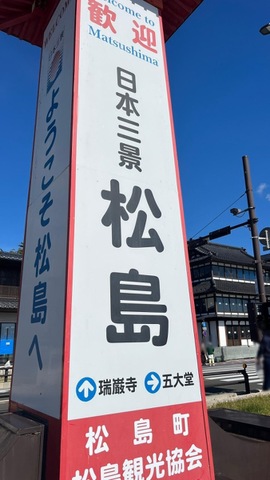 Welcome to
歓迎
Matsushima
日本三景
松島
瑞巌寺
五大堂
松島町
松島観光協会
ようこそ松島へ